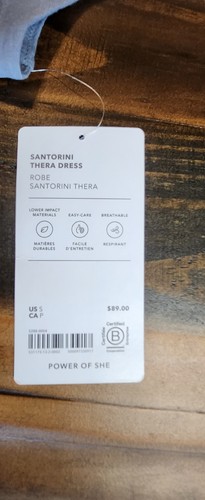 SANTORINI
THERA DRESS
ROBE
SANTORINI THERA
LOWER IMPACT
MATERIALS
EASY-CARE
BREATHABLE
MATIÈRES
DURABLES
FACILE
D'ENTRETIEN
RESPIRANT
US S
CA P
$89.00
Certified
B
Corporation
POWER OF SHE